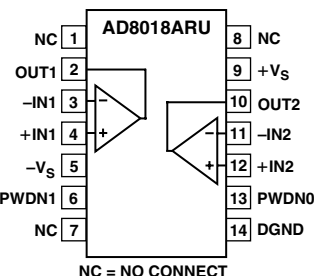 AD8018ARU
NC 1
8 NC
OUT1 2
9 +VS
–IN1 3
10 OUT2
+IN1 4
11 –IN2
–VS 5
12 +IN2
PWDN1 6
13 PWDN0
NC 7
14 DGND
– +
– +
NC = NO CONNECT